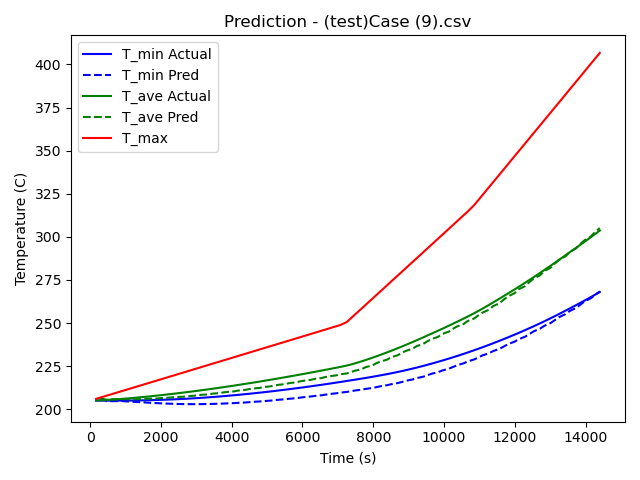 Prediction - (test)Case (9).csv
T_min Actual
T_min Pred
T_ave Actual
T_ave Pred
T_max
400
375
350
325
300
275
250
225
200
Temperature (C)
0 2000 4000 6000 8000 10000 12000 14000
Time (s)